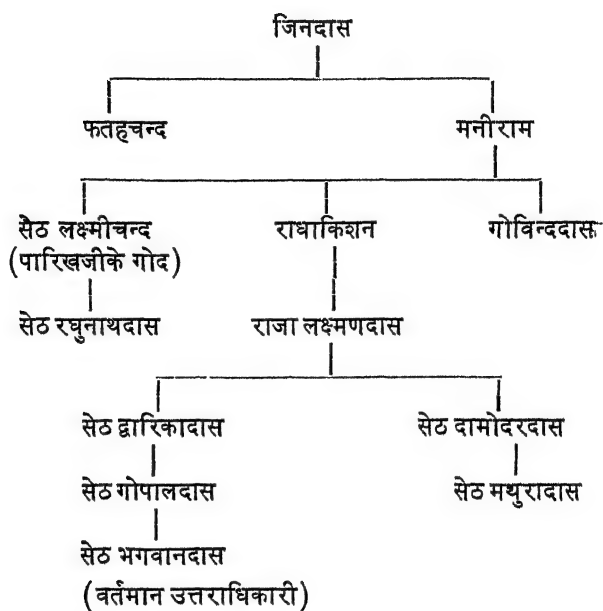 जिनदास
फतहचन्द मनीराम
सेठ लक्ष्मीचन्द राधाकिशन गोविन्ददास
(पारिखजीके गोद)
सेठ रघुनाथदास राजा लक्ष्मणदास
सेठ द्वारिकादास सेठ दामोदरदास
सेठ गोपालदास सेठ मथुरादास
सेठ भगवानदास
(वर्तमान उत्तराधिकारी)